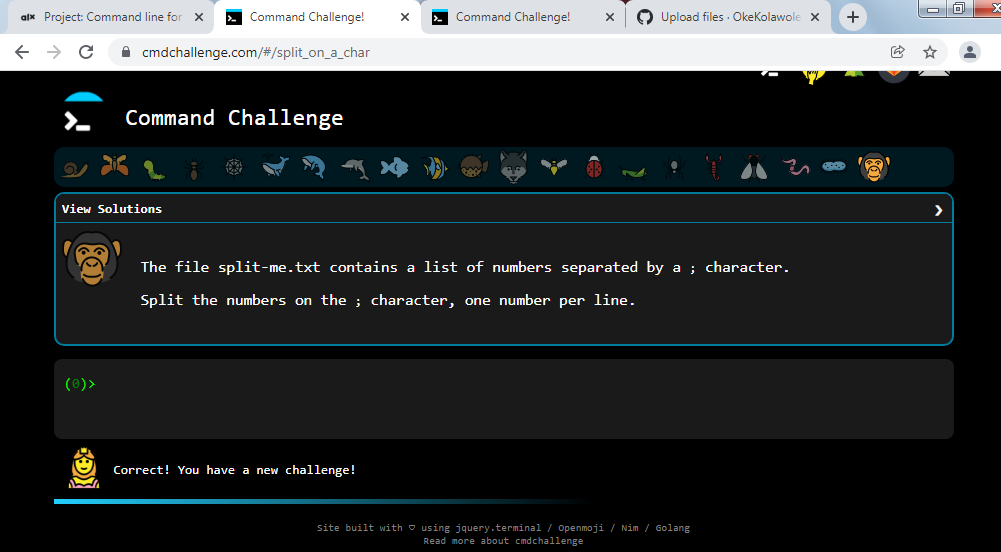 alx Project: Command line for
Command Challenge!
Command Challenge!
Upload files · OkeKolawole
cmdchallenge.com/#/split_on_a_char
Command Challenge
View Solutions
The file split-me.txt contains a list of numbers separated by a ; character.
Split the numbers on the ; character, one number per line.
(0)>
Correct! You have a new challenge!
Site built with ♡ using jquery.terminal / Openmoji / Nim / Golang
Read more about cmdchallenge